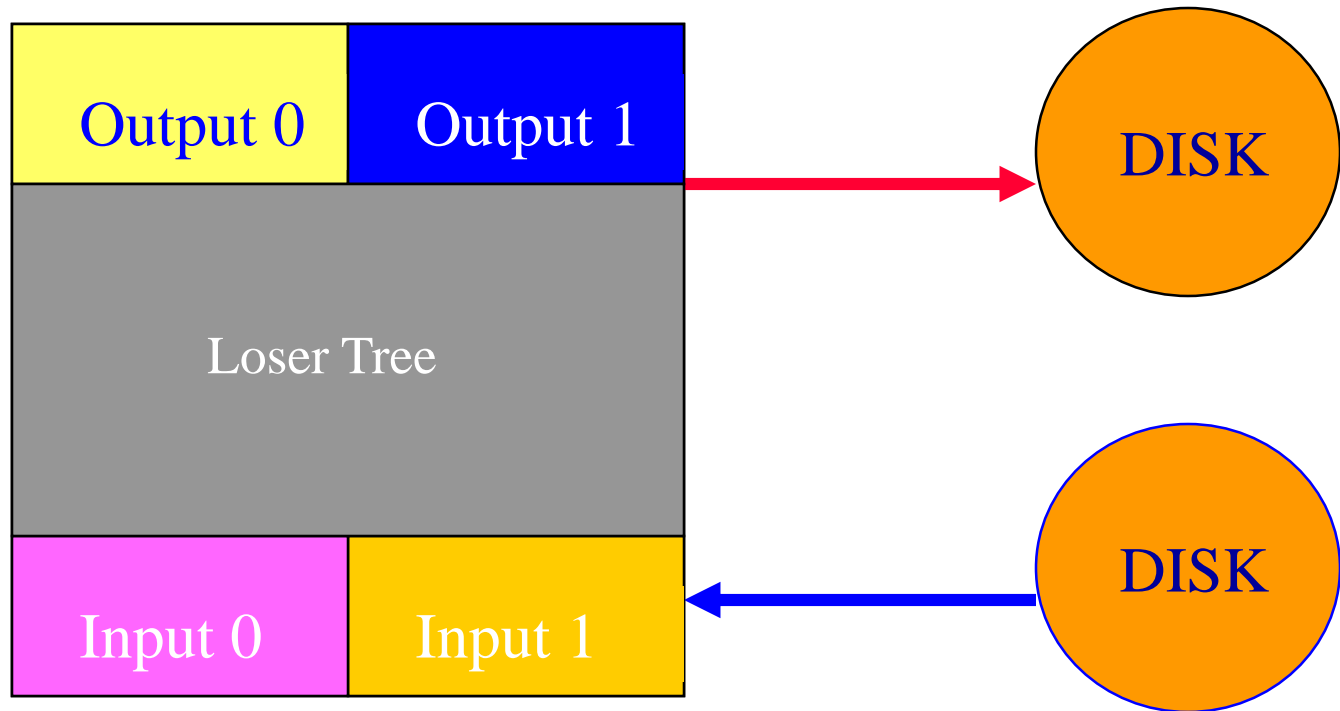 Output 0
Output 1
DISK
Loser Tree
DISK
Input 0
Input 1